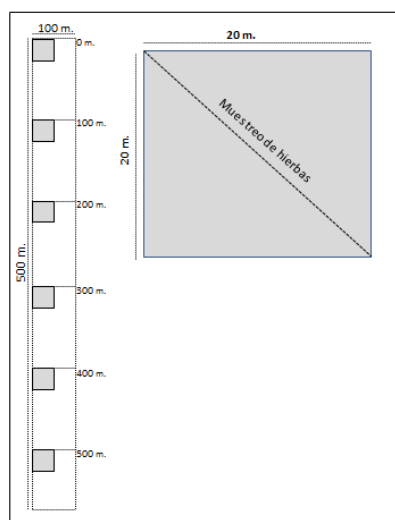 100 m.
0 m.
100 m.
200 m.
300 m.
400 m.
500 m.
500 m.
20 m.
20 m.
Muestreo de hierbas